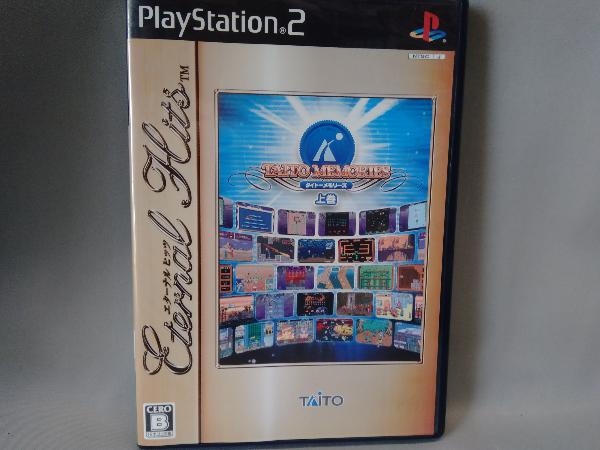 PlayStation®2
NTSC J
Eternal Hits™
エターナル ヒッツ
TAITO MEMORIES
タイトーメモリーズ
上巻
TAITO
CERO
B